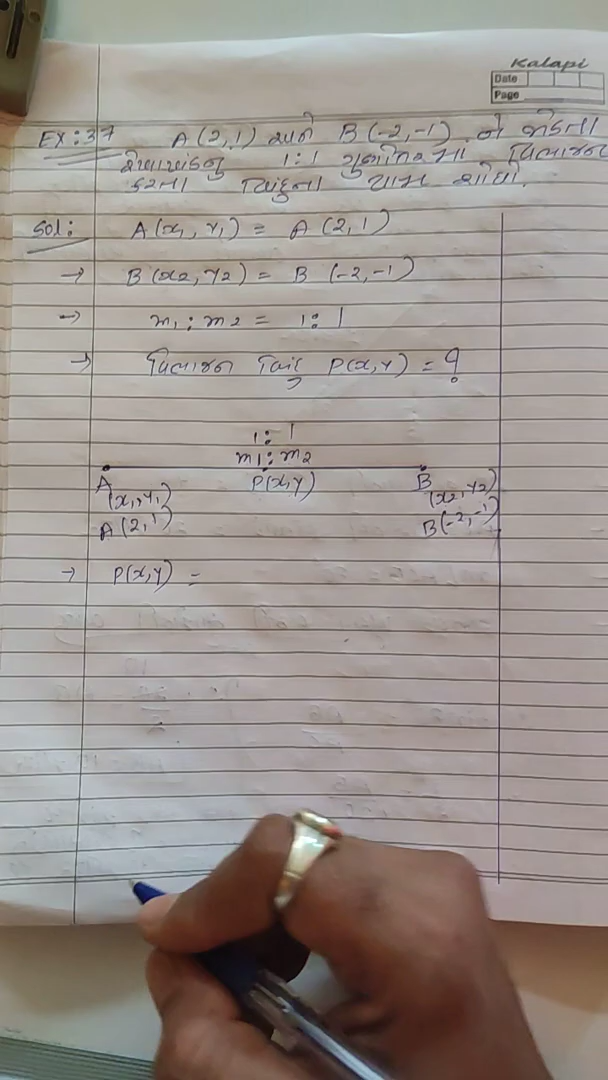 Kalapi
Date
Page
Ex:37 A(2,1) અને B(-2,-1) ને જોડતા
રેખાખંડનુ 1:1 ગુણોત્તરમા વિભાજન
કરતા બિંદુના યામ શોધો.
Sol: A(x1, Y1) = A(2,1)
→ B(x2, Y2) = B (-2,-1)
→ m1 : m2 = 1:1
→ વિભાજન બિંદુ P(x,Y) = ?
1:1
m1:m2
A P(x,Y) B
(x1,Y1) (x2,Y2)
A(2,1) B(-2,-1)
→ P(x,Y) =